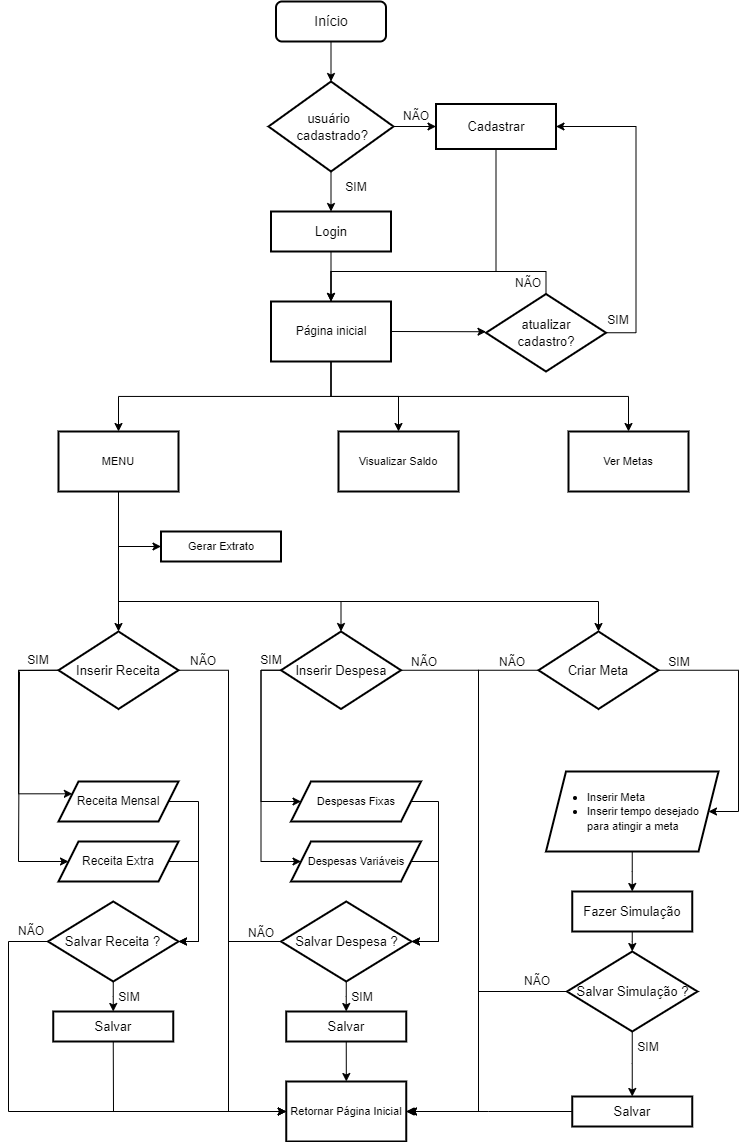 Início
usuário
cadastrado?
NÃO
Cadastrar
SIM
Login
NÃO
Página inicial
atualizar
cadastro?
SIM
MENU
Visualizar Saldo
Ver Metas
Gerar Extrato
SIM
Inserir Receita
NÃO
SIM
Inserir Despesa
NÃO
NÃO
Criar Meta
SIM
Receita Mensal
Despesas Fixas
• Inserir Meta
• Inserir tempo desejado
para atingir a meta
Receita Extra
Despesas Variáveis
Fazer Simulação
NÃO
Salvar Receita ?
NÃO
Salvar Despesa ?
NÃO
Salvar Simulação ?
SIM
SIM
Salvar
Salvar
SIM
Retornar Página Inicial
Salvar